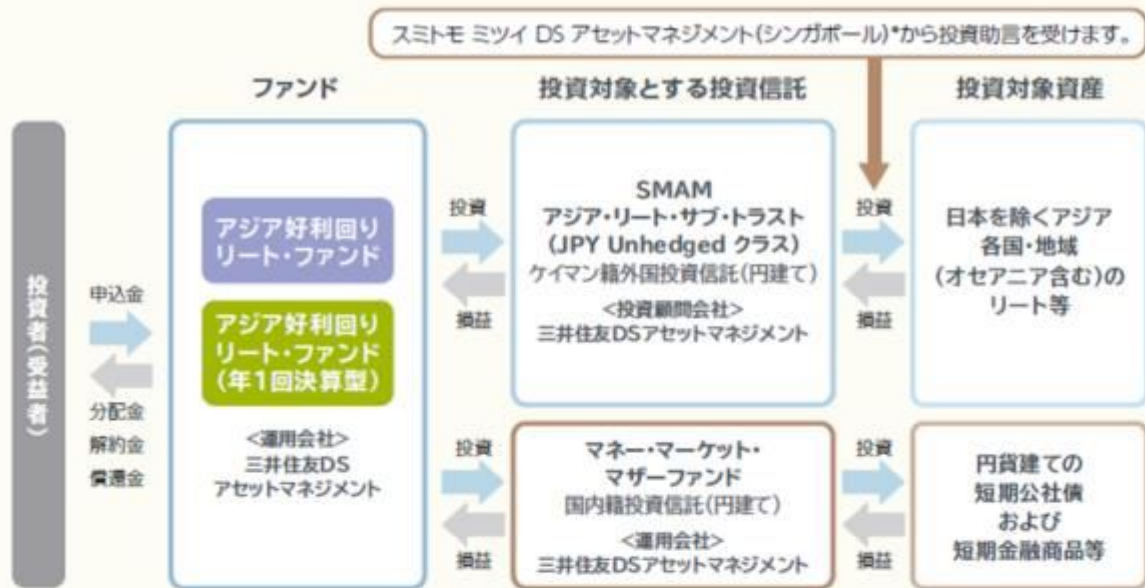 スミトモ ミツイ DS アセットマネジメント(シンガポール)*から投資助言を受けます。
ファンド
投資対象とする投資信託
投資対象資産
投資者(受益者)
申込金
分配金
解約金
償還金
アジア好利回り
リート・ファンド
アジア好利回り
リート・ファンド
(年1回決算型)
<運用会社>
三井住友DS
アセットマネジメント
投資
損益
SMAM
アジア・リート・サブ・トラスト
(JPY Unhedged クラス)
ケイマン籍外国投資信託(円建て)
<投資顧問会社>
三井住友DSアセットマネジメント
投資
損益
日本を除くアジア
各国・地域
(オセアニア含む)の
リート等
投資
損益
マネー・マーケット・
マザーファンド
国内籍投資信託(円建て)
<運用会社>
三井住友DSアセットマネジメント
投資
損益
円貨建ての
短期公社債
および
短期金融商品等